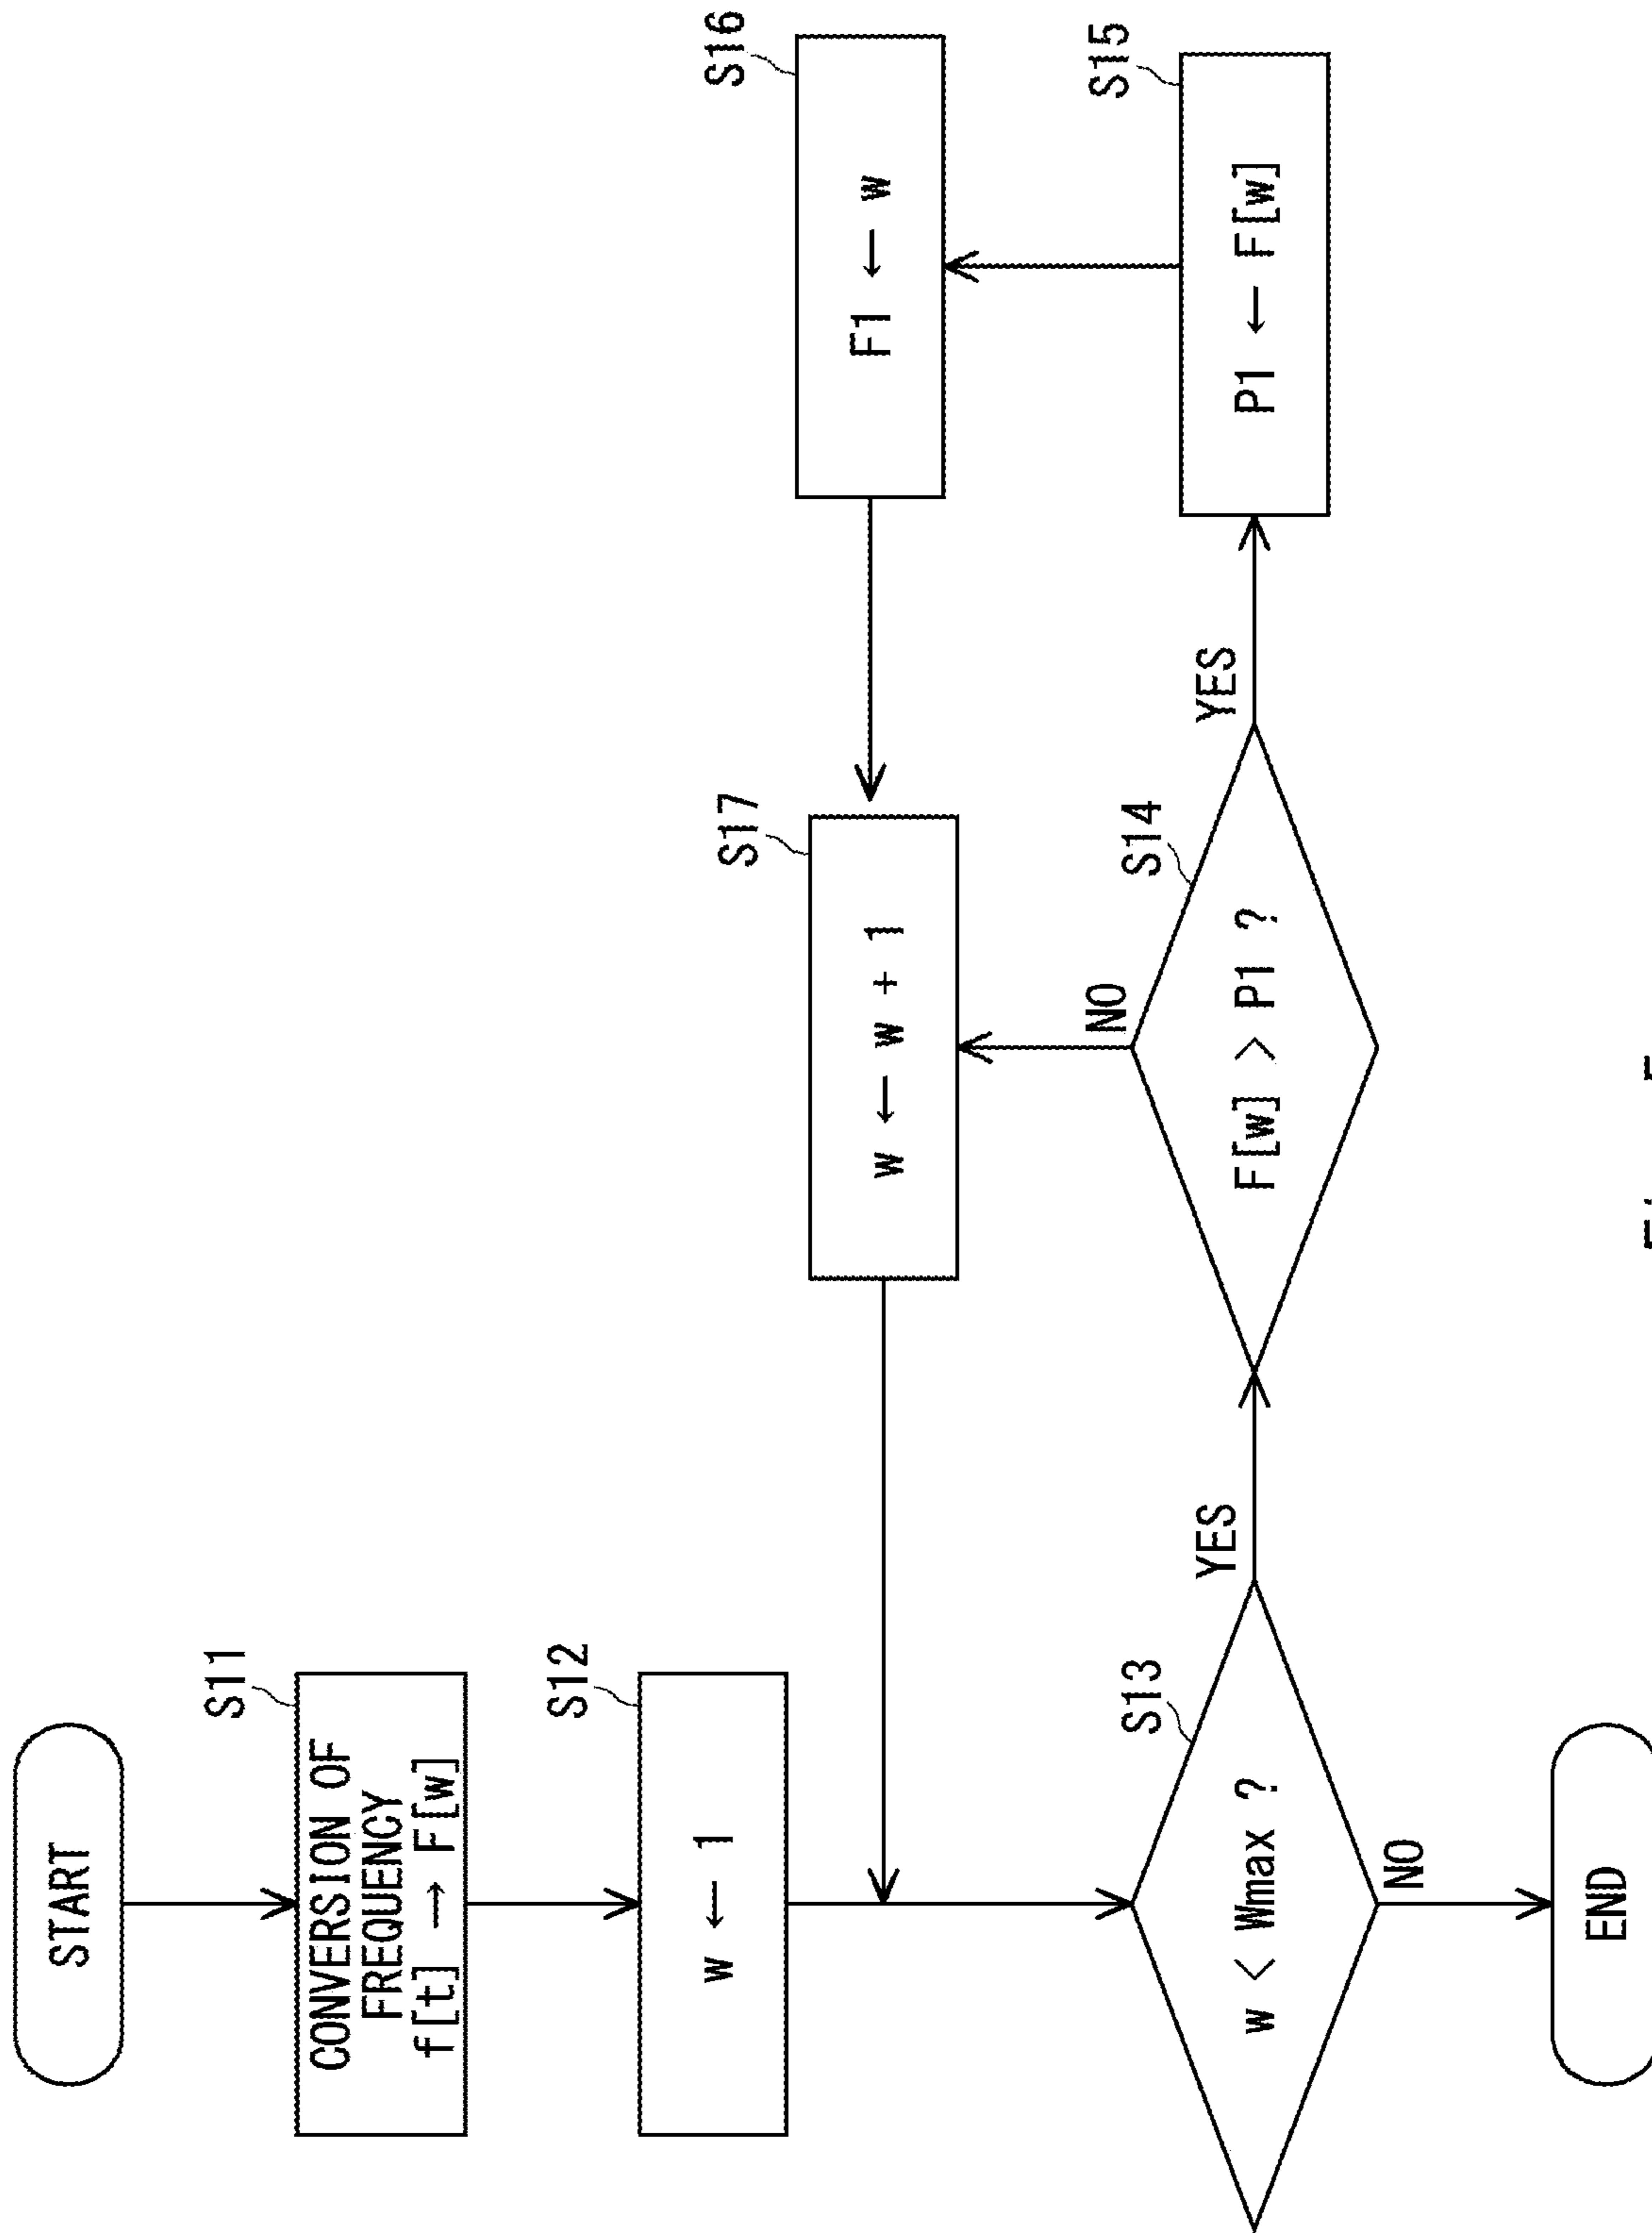 START
S11
CONVERSION OF
FREQUENCY
f[t] → F[w]
S12
w ← 1
S13
w < Wmax ?
YES
NO
END
S14
F[w] > P1 ?
YES
NO
S15
P1 ← F[w]
S16
F1 ← w
S17
w ← w + 1